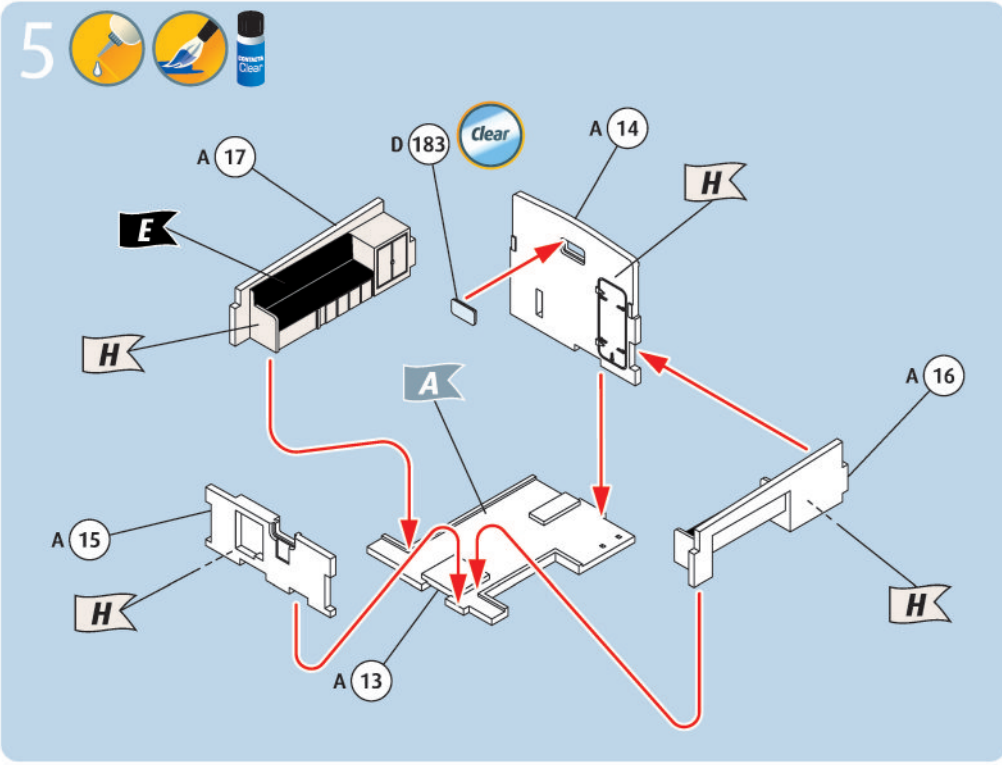 5
CONTACTA
Clear
Clear
D 183
A 14
A 17
H
E
H
A
A 16
A 15
H
H
A 13